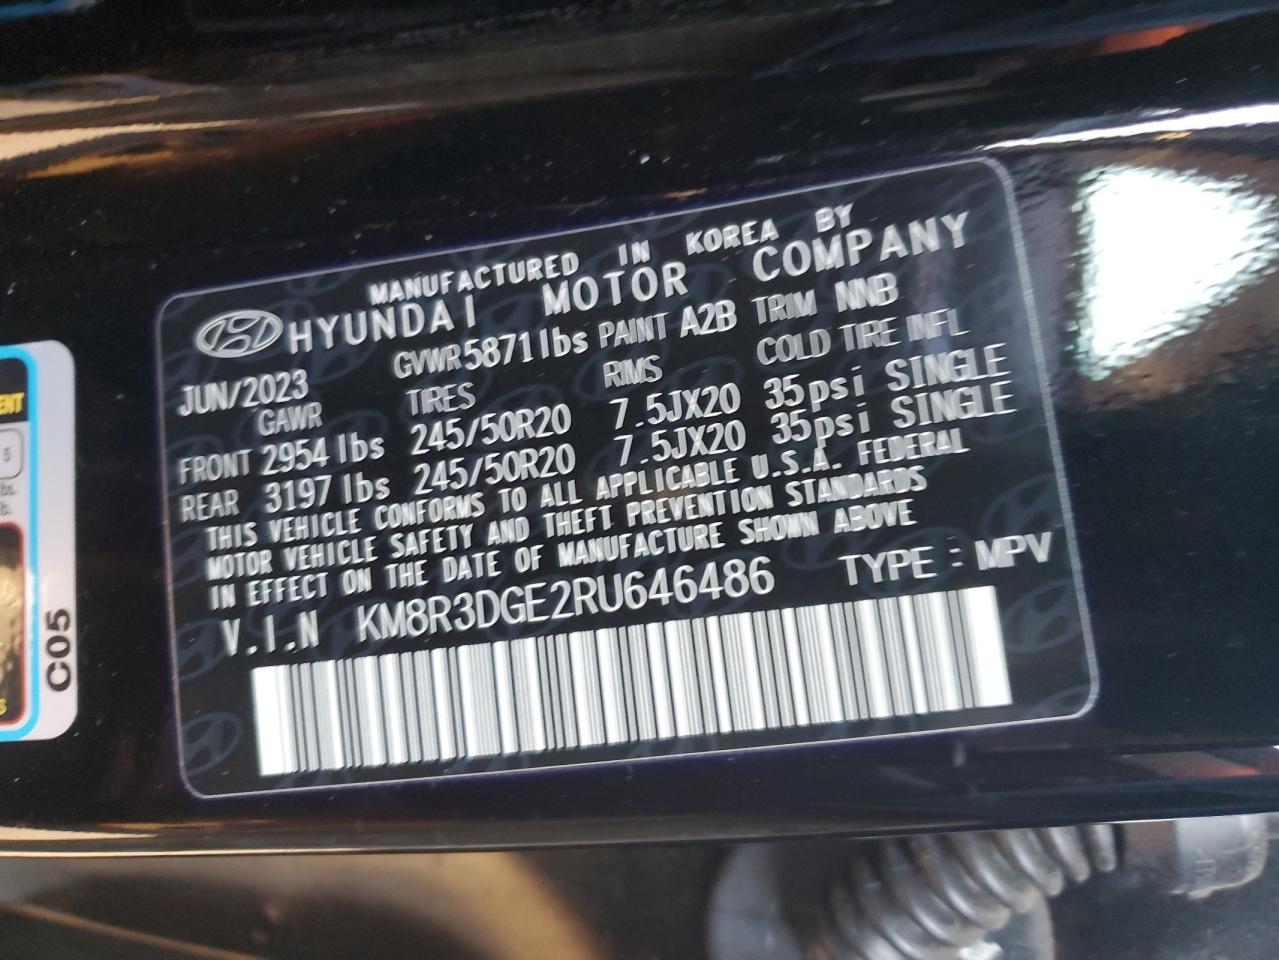 MANUFACTURED IN KOREA BY
HYUNDAI MOTOR COMPANY
JUN/2023 GVWR 5871 lbs PAINT A2B TRIM NNB
GAWR TIRES RIMS COLD TIRE INFL
FRONT 2954 lbs 245/50R20 7.5JX20 35psi SINGLE
REAR 3197 lbs 245/50R20 7.5JX20 35psi SINGLE
THIS VEHICLE CONFORMS TO ALL APPLICABLE U.S.A. FEDERAL
MOTOR VEHICLE SAFETY AND THEFT PREVENTION STANDARDS
IN EFFECT ON THE DATE OF MANUFACTURE SHOWN ABOVE
V.I.N KM8R3DGE2RU646486 TYPE : MPV
C05
5